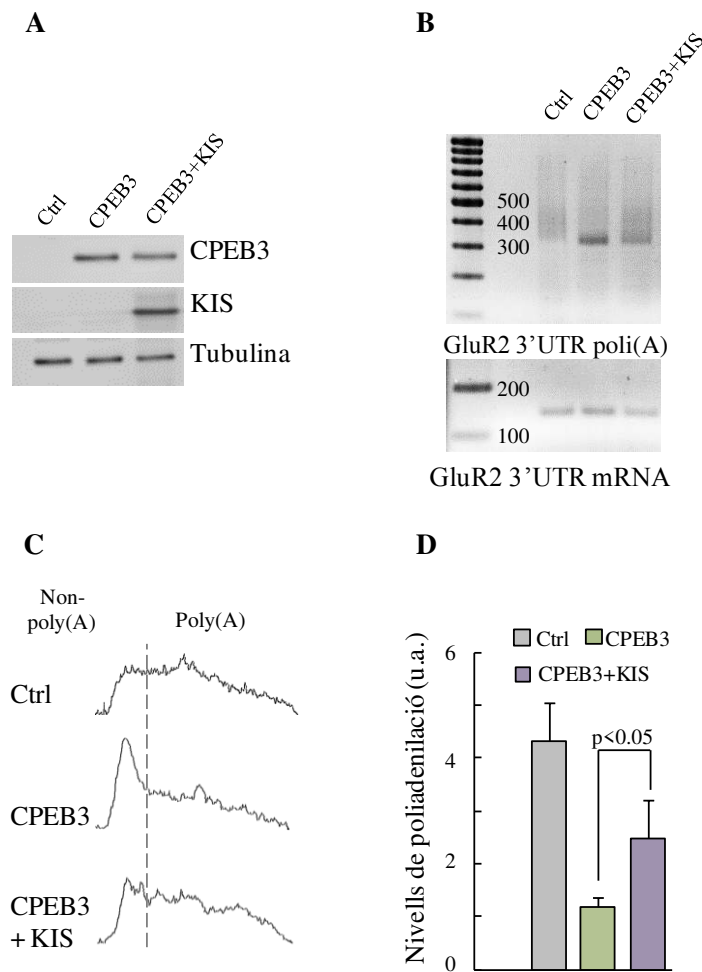 A
Ctrl
CPEB3
CPEB3+KIS
CPEB3
KIS
Tubulina
B
Ctrl
CPEB3
CPEB3+KIS
500
400
300
GluR2 3’UTR poli(A)
200
100
GluR2 3’UTR mRNA
C
Non-
poly(A)
Poly(A)
Ctrl
CPEB3
CPEB3
+ KIS
D
Ctrl
CPEB3
CPEB3+KIS
Nivells de poliadenilació (u.a.)
6
4
2
0
p<0.05